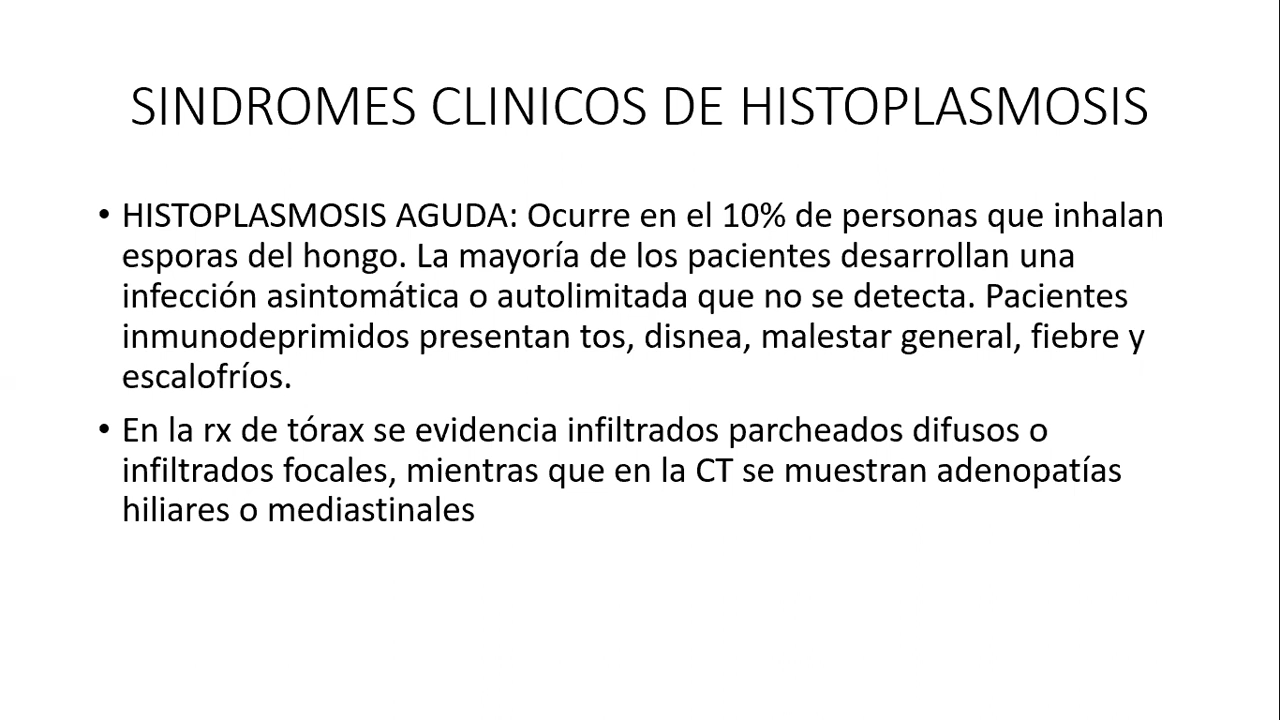 SINDROMES CLINICOS DE HISTOPLASMOSIS
• HISTOPLASMOSIS AGUDA: Ocurre en el 10% de personas que inhalan
esporas del hongo. La mayoría de los pacientes desarrollan una
infección asintomática o autolimitada que no se detecta. Pacientes
inmunodeprimidos presentan tos, disnea, malestar general, fiebre y
escalofríos.
• En la rx de tórax se evidencia infiltrados parcheados difusos o
infiltrados focales, mientras que en la CT se muestran adenopatías
hiliares o mediastinales